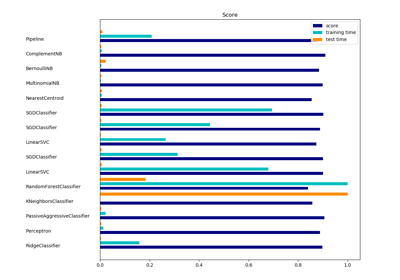 Score
score
training time
test time
Pipeline
ComplementNB
BernoulliNB
MultinomialNB
NearestCentroid
SGDClassifier
SGDClassifier
LinearSVC
SGDClassifier
LinearSVC
RandomForestClassifier
KNeighborsClassifier
PassiveAggressiveClassifier
Perceptron
RidgeClassifier
0.0 0.2 0.4 0.6 0.8 1.0